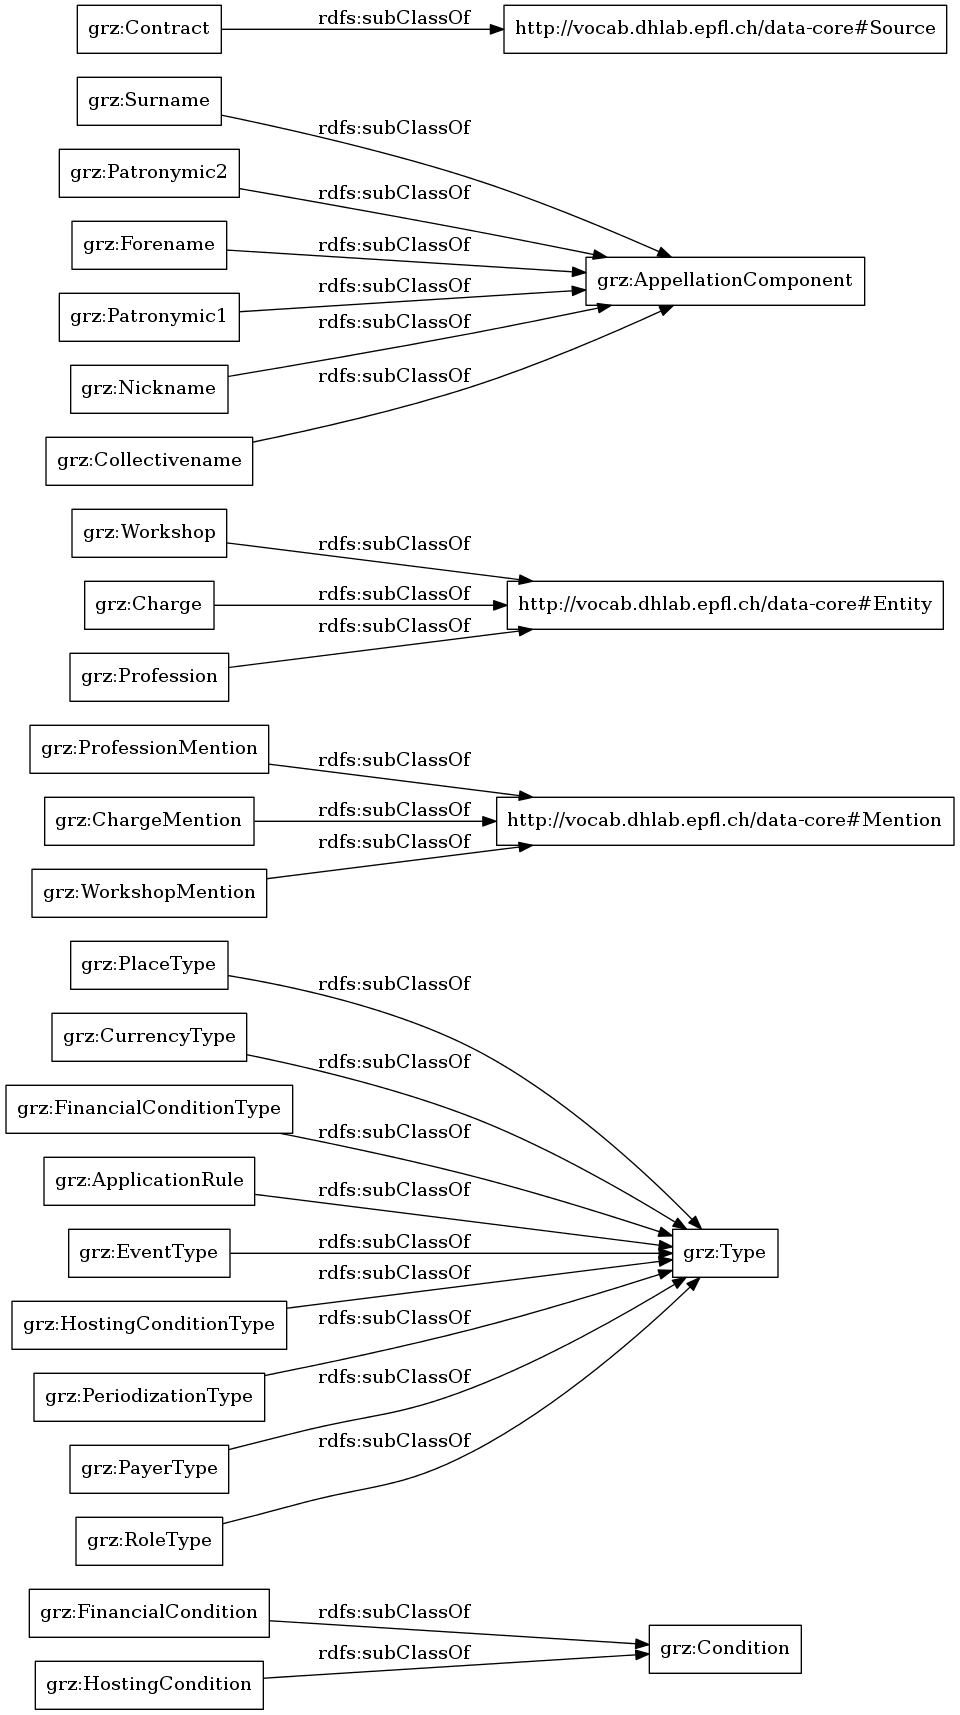 grz:Contract
rdfs:subClassOf
http://vocab.dhlab.epfl.ch/data-core#Source
grz:Surname
rdfs:subClassOf
grz:Patronymic2
rdfs:subClassOf
grz:Forename
rdfs:subClassOf
grz:AppellationComponent
grz:Patronymic1
rdfs:subClassOf
grz:Nickname
rdfs:subClassOf
grz:Collectivename
rdfs:subClassOf
grz:Workshop
rdfs:subClassOf
grz:Charge
rdfs:subClassOf
http://vocab.dhlab.epfl.ch/data-core#Entity
grz:Profession
rdfs:subClassOf
grz:ProfessionMention
rdfs:subClassOf
grz:ChargeMention
rdfs:subClassOf
http://vocab.dhlab.epfl.ch/data-core#Mention
grz:WorkshopMention
rdfs:subClassOf
grz:PlaceType
rdfs:subClassOf
grz:CurrencyType
rdfs:subClassOf
grz:FinancialConditionType
rdfs:subClassOf
grz:ApplicationRule
rdfs:subClassOf
grz:EventType
rdfs:subClassOf
grz:Type
grz:HostingConditionType
rdfs:subClassOf
grz:PeriodizationType
rdfs:subClassOf
grz:PayerType
rdfs:subClassOf
grz:RoleType
rdfs:subClassOf
grz:FinancialCondition
rdfs:subClassOf
grz:Condition
grz:HostingCondition
rdfs:subClassOf